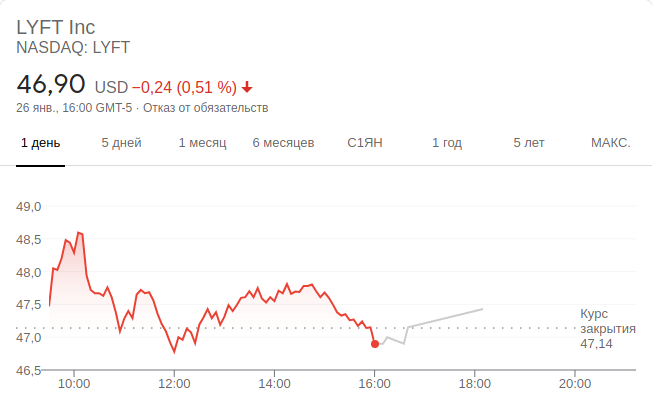 LYFT Inc
NASDAQ: LYFT
46,90 USD −0,24 (0,51 %)
26 янв., 16:00 GMT-5 · Отказ от обязательств
1 день 5 дней 1 месяц 6 месяцев С1ЯН 1 год 5 лет МАКС.
49,0
48,5
48,0
47,5
Курс
закрытия
47,14
47,0
46,5
10:00 12:00 14:00 16:00 18:00 20:00